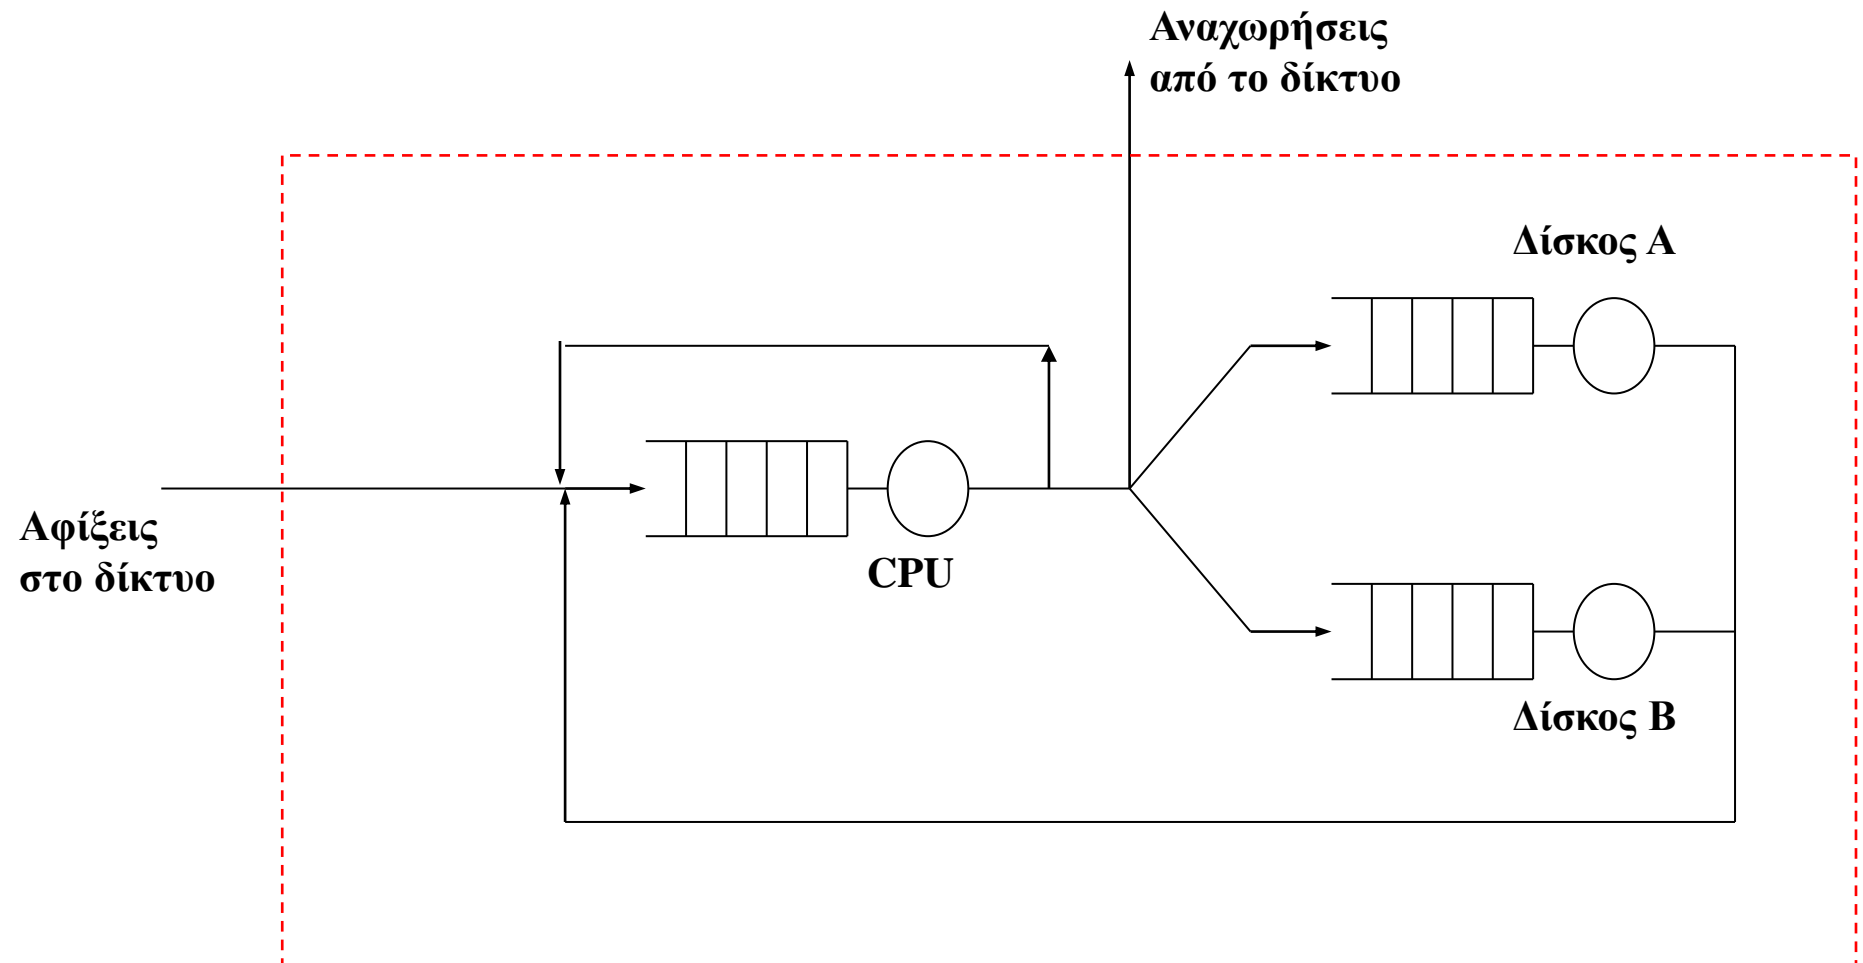 Αναχωρήσεις
από το δίκτυο
Δίσκος Α
Αφίξεις
στο δίκτυο
CPU
Δίσκος Β